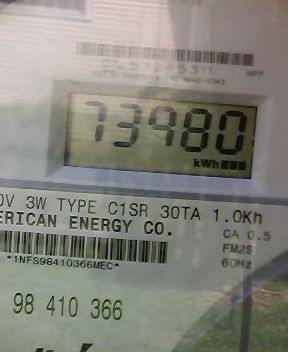 73980
kWh
0V 3W TYPE C1SR 30TA 1.0Kh
ERICAN ENERGY CO.
CA 0.5
FM2S
60Hz
*1NFS98410366MEC*
98 410 366